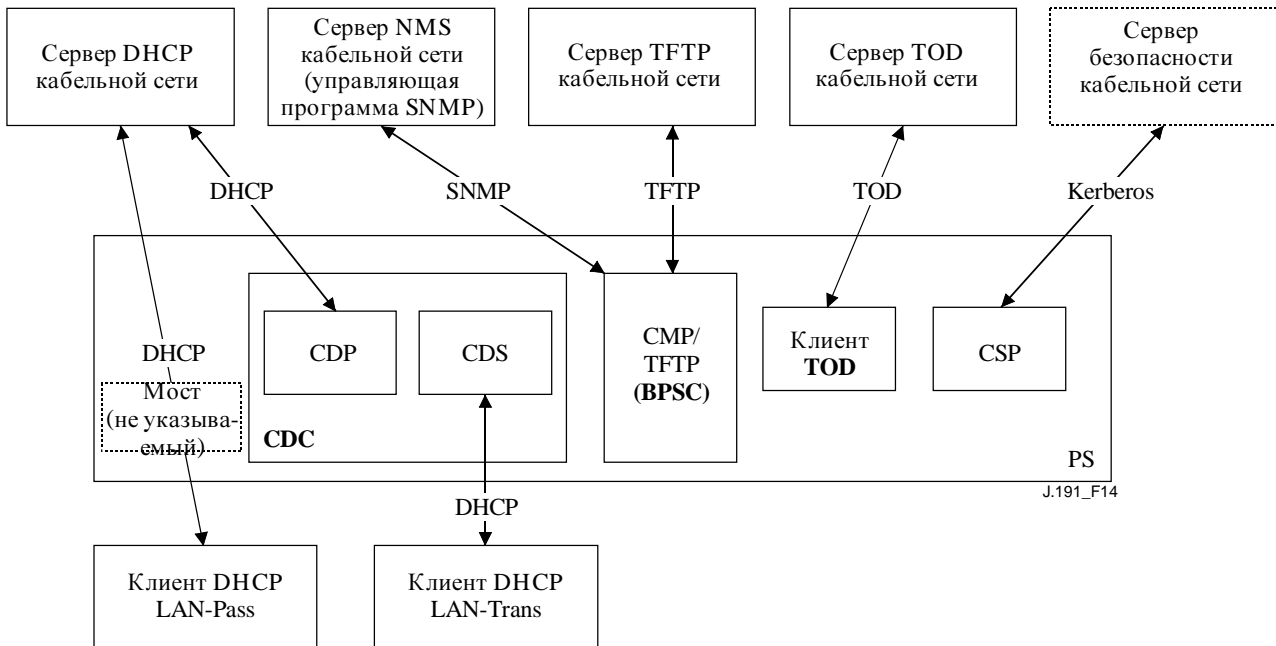 Сервер DHCP
кабельной сети
Сервер NMS
кабельной сети
(управляющая
программа SNMP)
Сервер TFTP
кабельной сети
Сервер TOD
кабельной сети
Сервер
безопасности
кабельной сети
DHCP
SNMP
TFTP
TOD
Kerberos
DHCP
Мост
(не указыва-
емый)
CDP
CDS
CDC
CMP/
TFTP
(BPSC)
Клиент
TOD
CSP
PS
J.191_F14
DHCP
Клиент DHCP
LAN-Pass
Клиент DHCP
LAN-Trans